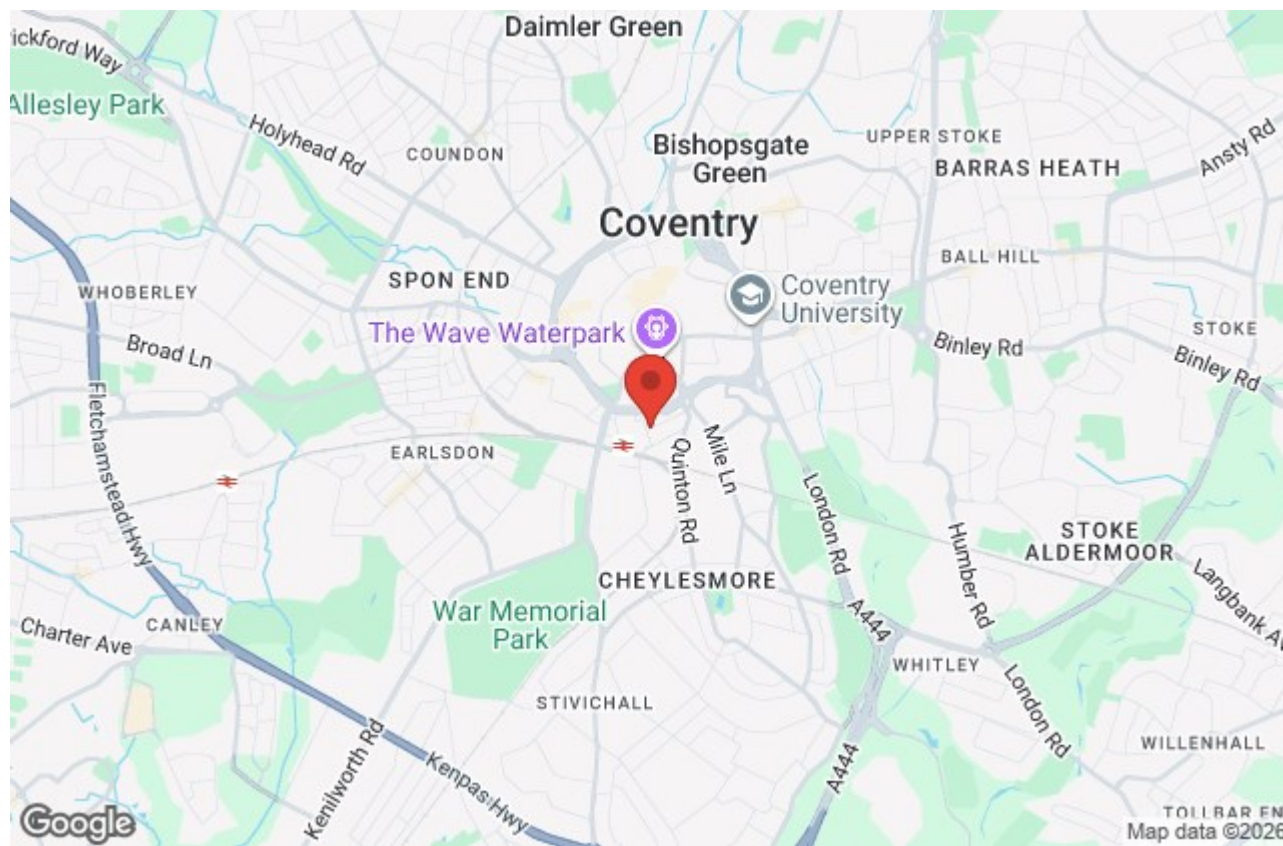 Daimler Green
rickford Way
Allesley Park
Holyhead Rd
COUNDON
Bishopsgate
Green
UPPER STOKE
BARRAS HEATH
Ansty Rd
Coventry
SPON END
WHOBERLEY
BALL HILL
Coventry
University
The Wave Waterpark
STOKE
Broad Ln
Binley Rd
Binley Rd
Fletchamstead Hwy
EARLSDON
Mile Ln
Quinton Rd
London Rd
STOKE
ALDERMOOR
Humber Rd
Langbank Av
CHEYLESMORE
War Memorial
Park
A444
CANLEY
Charter Ave
WHITLEY
London Rd
STIVICHALL
WILLENHALL
A444
Kenpas Hwy
Kenilworth Rd
TOLLBAR EN
Google
Map data ©2026